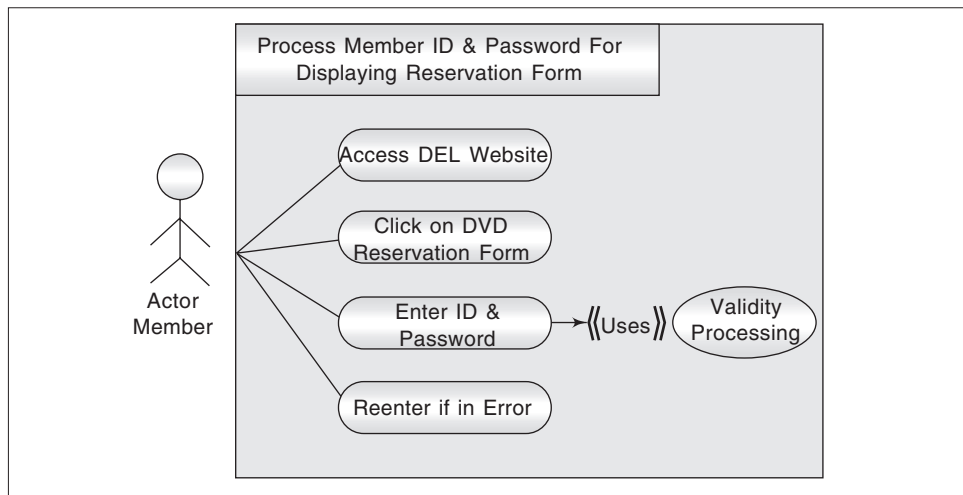 Process Member ID & Password For
Displaying Reservation Form
Access DEL Website
Click on DVD
Reservation Form
Enter ID &
Password
《Uses》
Validity
Processing
Reenter if in Error
Actor
Member